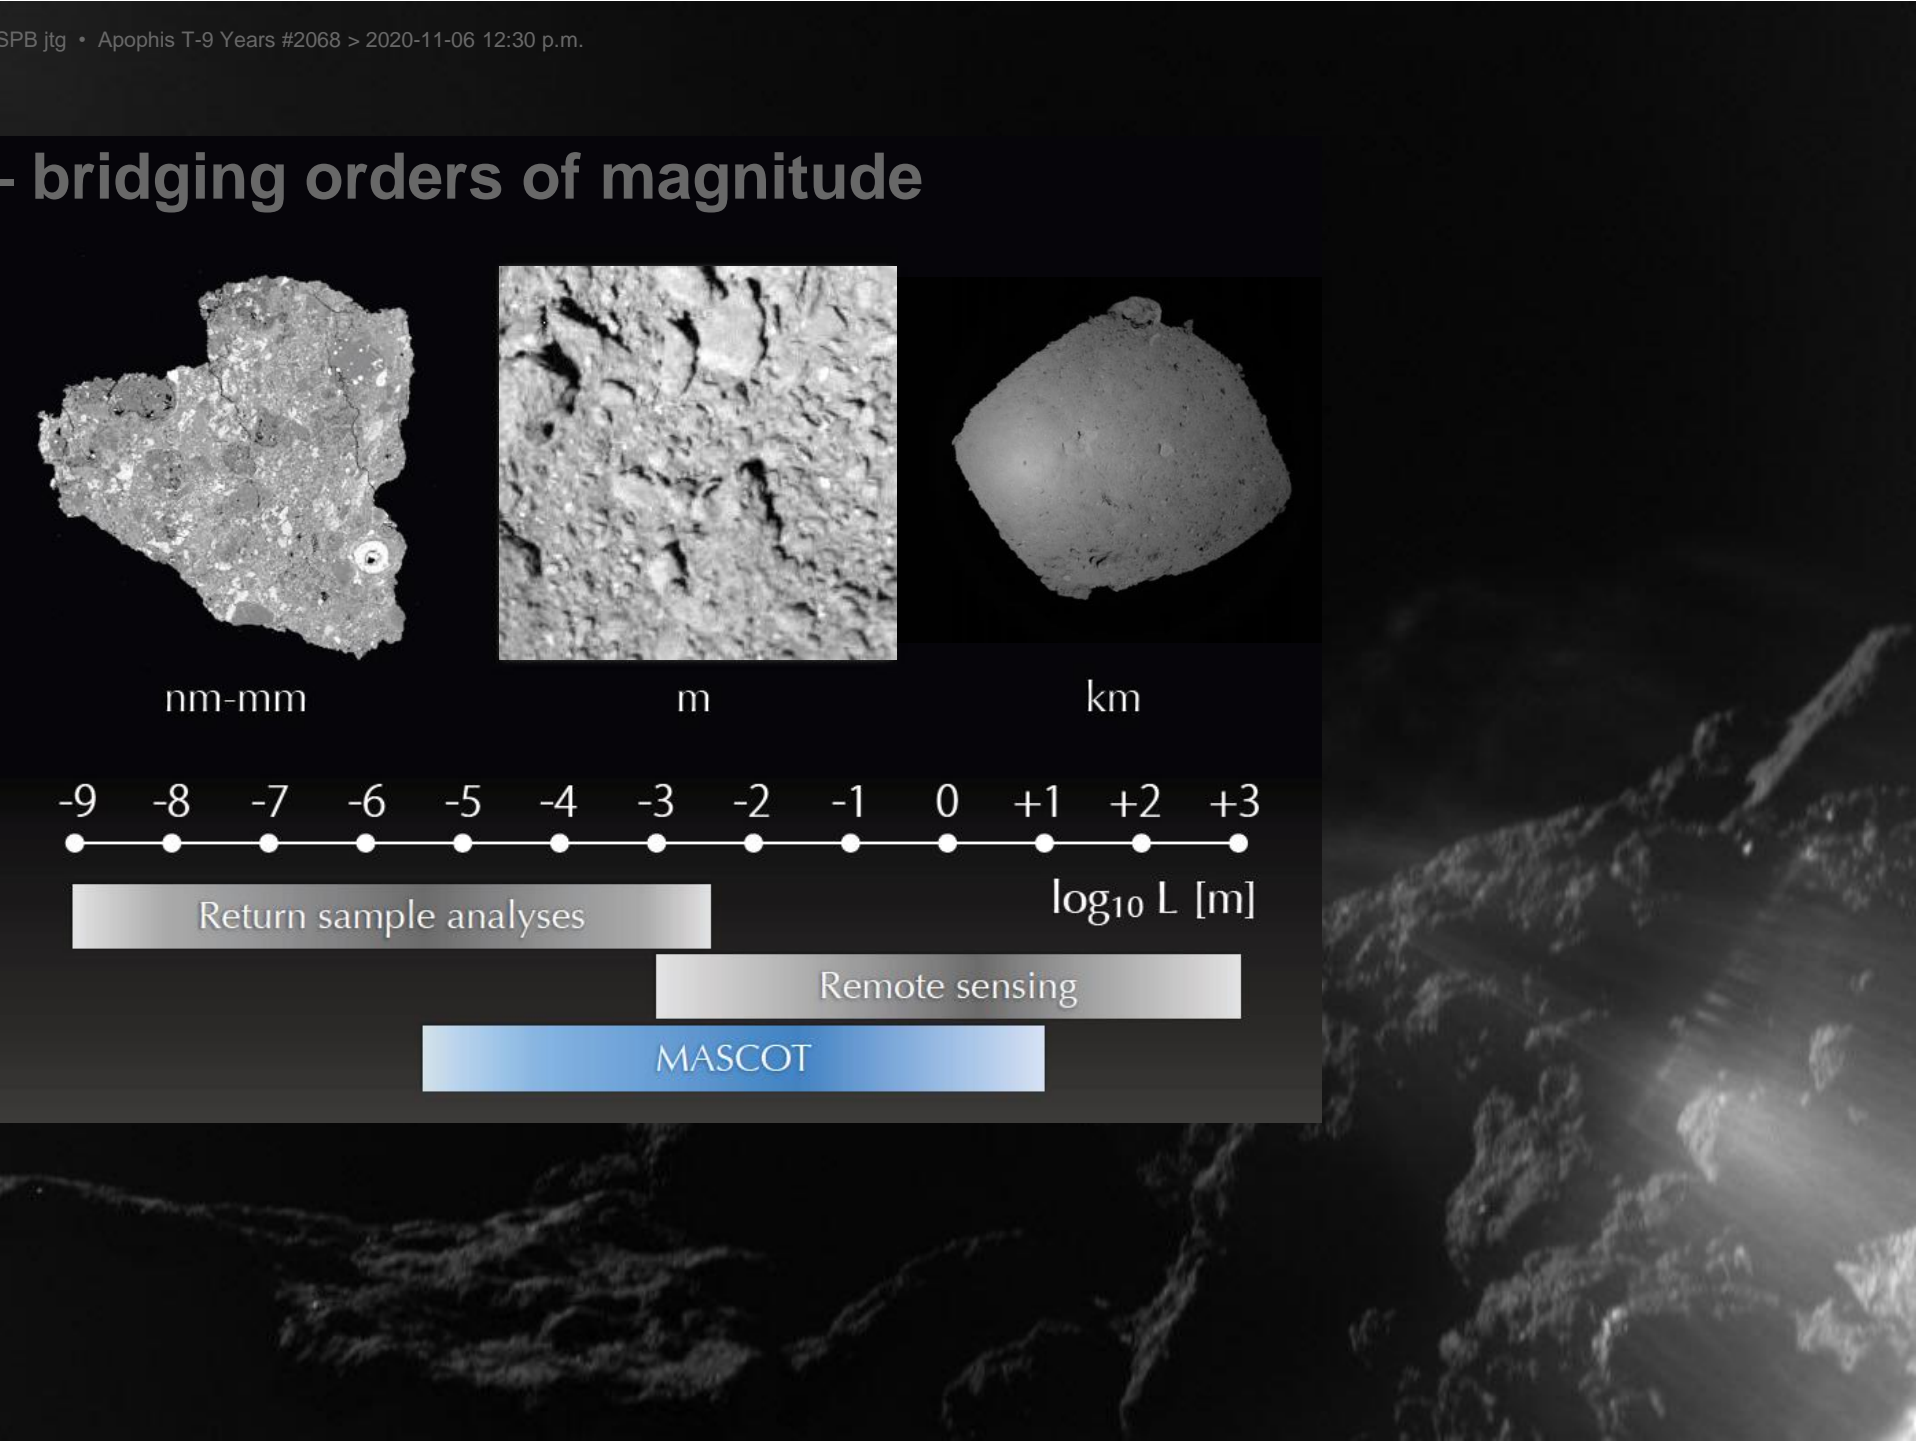 SPB jtg • Apophis T-9 Years #2068 > 2020-11-06 12:30 p.m.
- bridging orders of magnitude
nm-mm m km
-9 -8 -7 -6 -5 -4 -3 -2 -1 0 +1 +2 +3
log₁₀ L [m]
Return sample analyses
Remote sensing
MASCOT